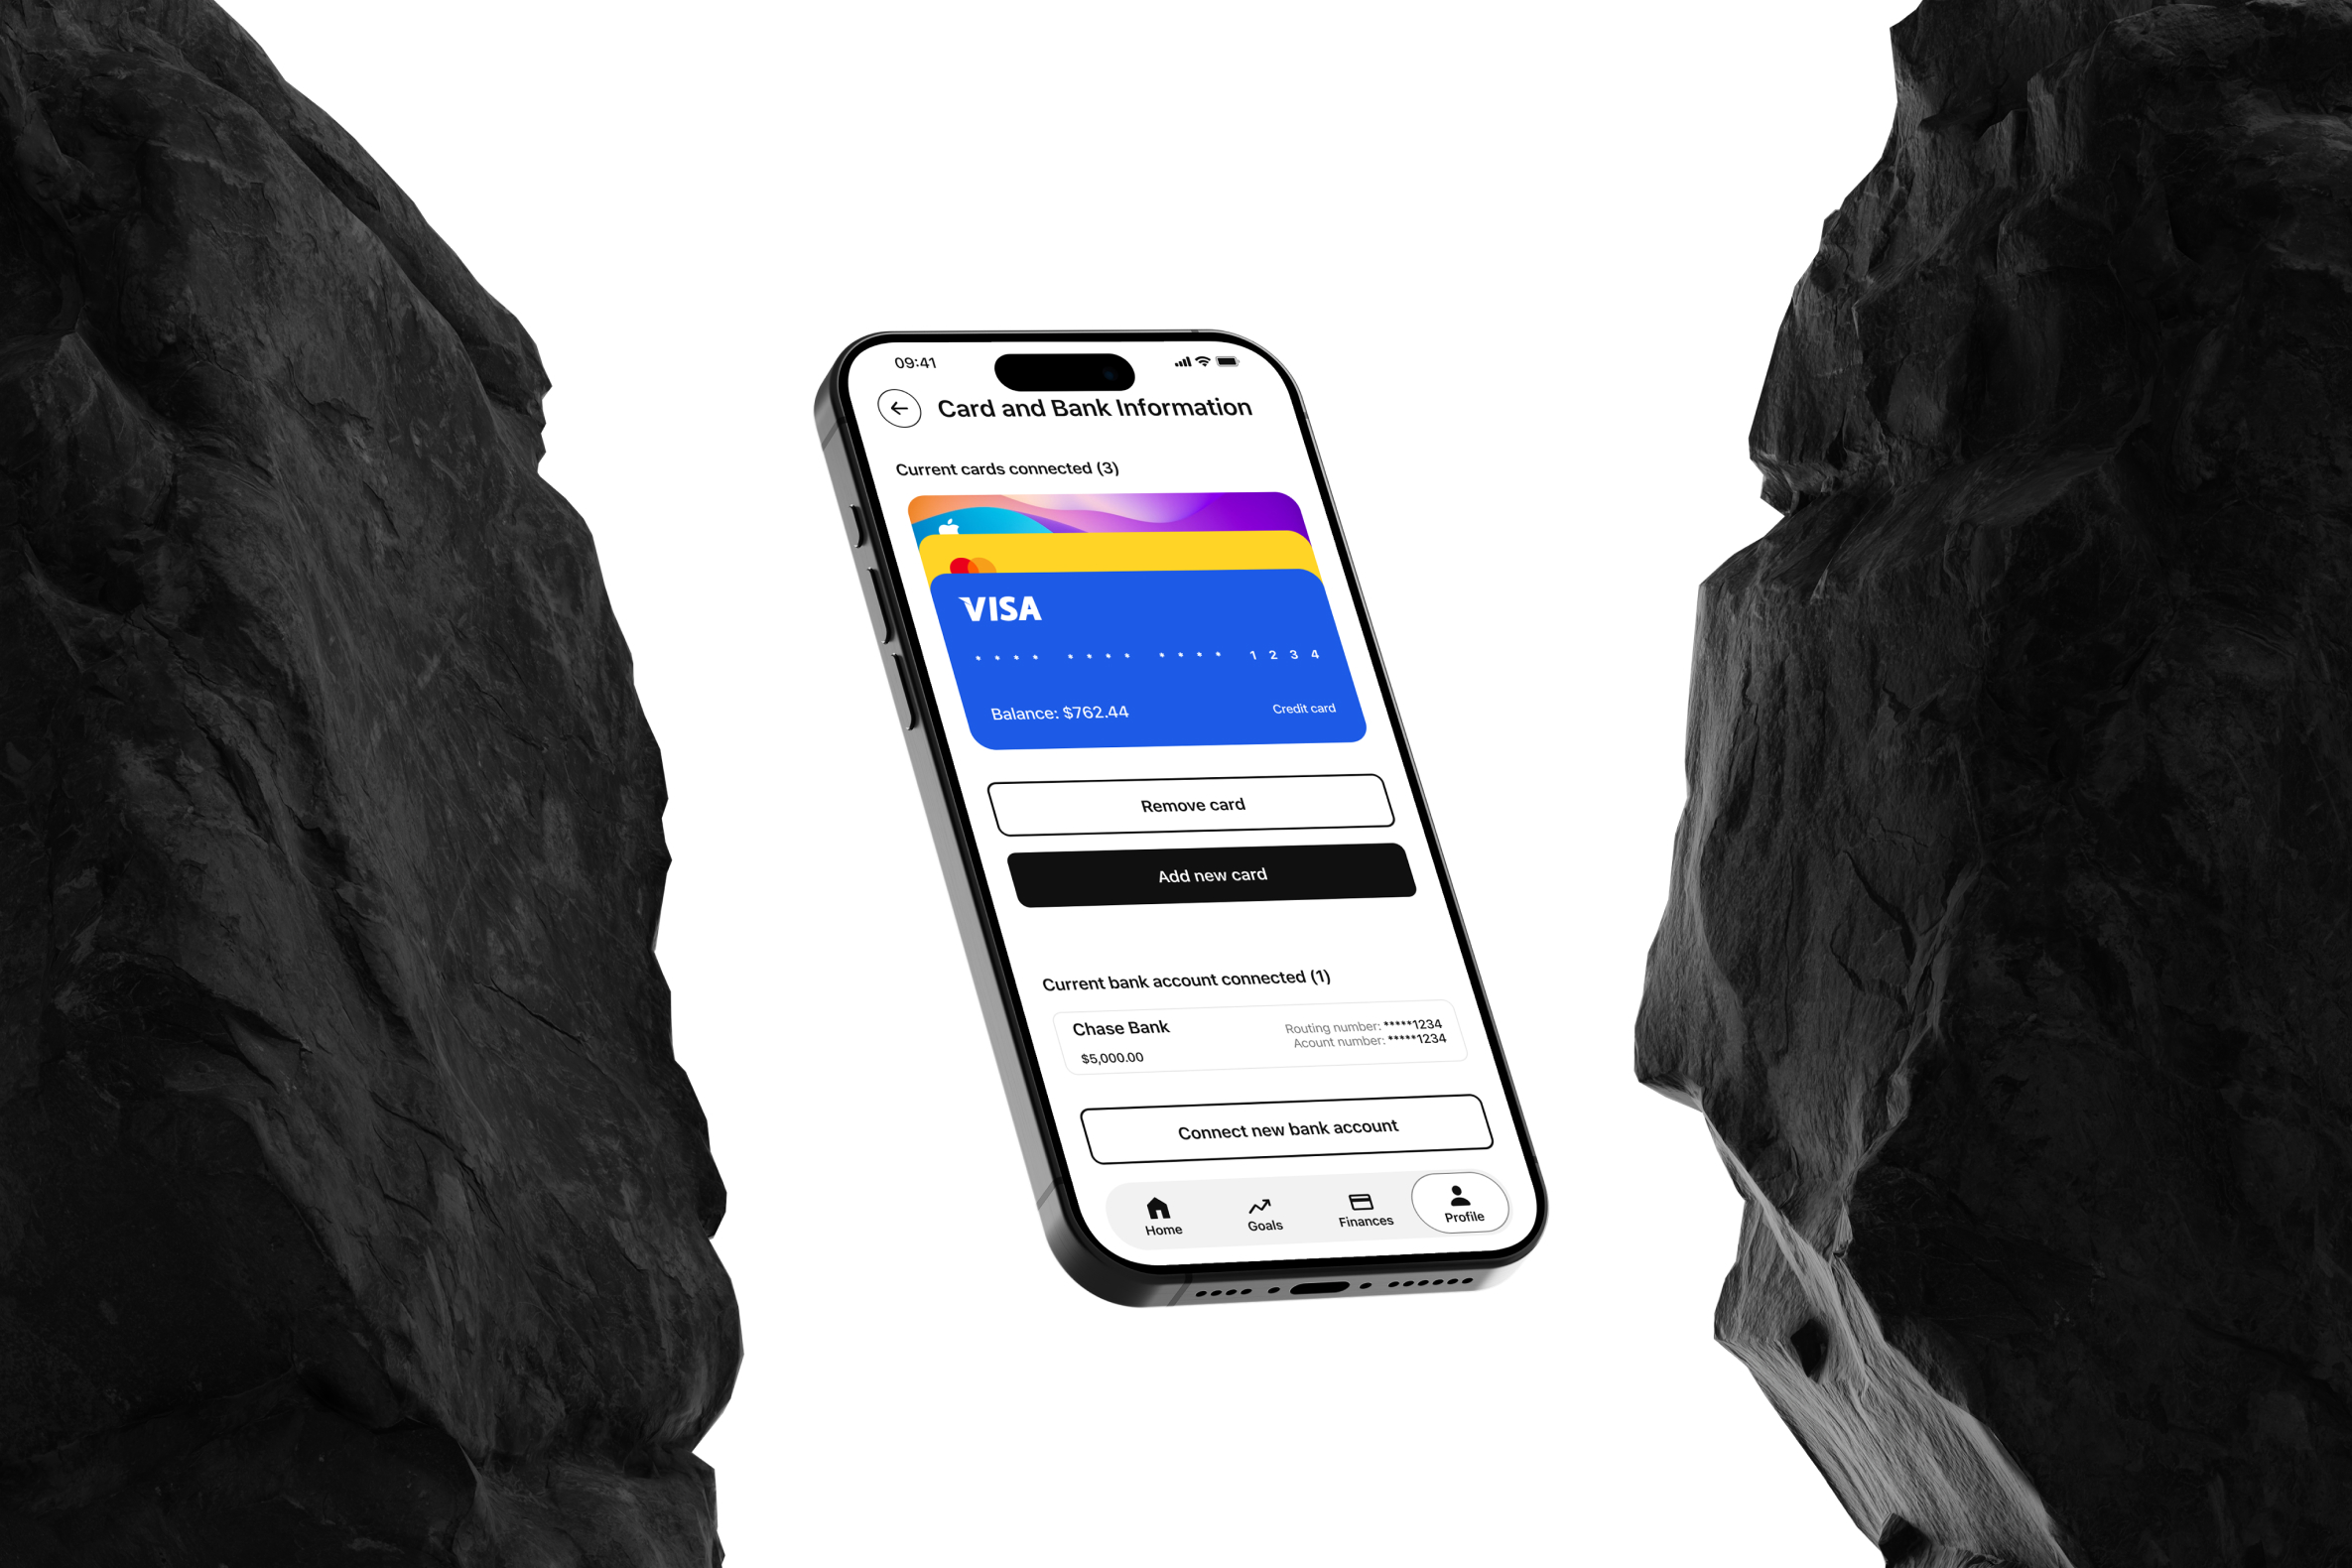 09:41
Card and Bank Information
Current cards connected (3)
VISA
* * * * * * * * * * * * 1 2 3 4
Balance: $762.44
Credit card
Remove card
Add new card
Current bank account connected (1)
Chase Bank
Routing number: *****1234
Acount number: *****1234
$5,000.00
Connect new bank account
Home
Goals
Finances
Profile